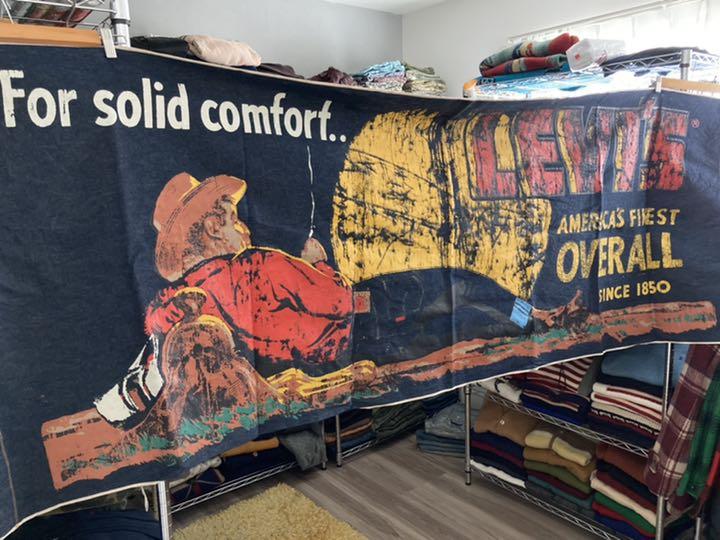 For solid comfort..
LEVI'S®
AMERICA'S FINEST
OVERALL
SINCE 1850